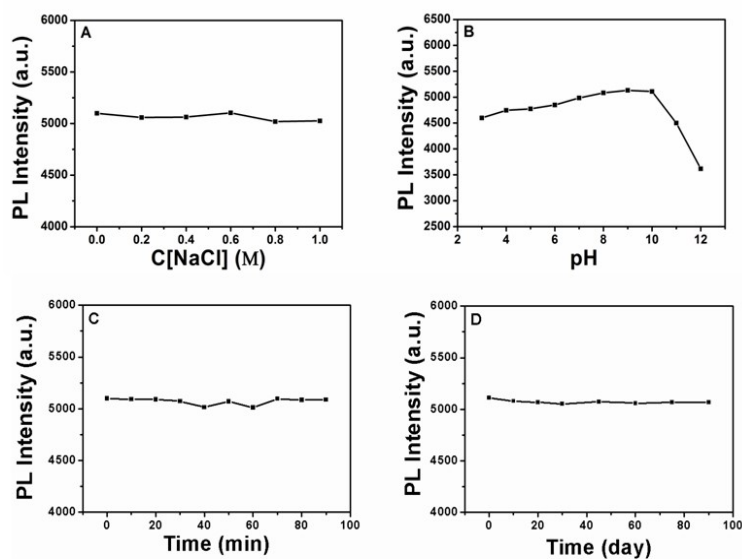 A
PL Intensity (a.u.)
6000
5500
5000
4500
4000
0.0 0.2 0.4 0.6 0.8 1.0
C[NaCl] (M)
B
PL Intensity (a.u.)
6500
6000
5500
5000
4500
4000
3500
3000
2500
2 4 6 8 10 12
pH
C
PL Intensity (a.u.)
6000
5500
5000
4500
4000
0 20 40 60 80 100
Time (min)
D
PL Intensity (a.u.)
6000
5500
5000
4500
4000
0 20 40 60 80 100
Time (day)